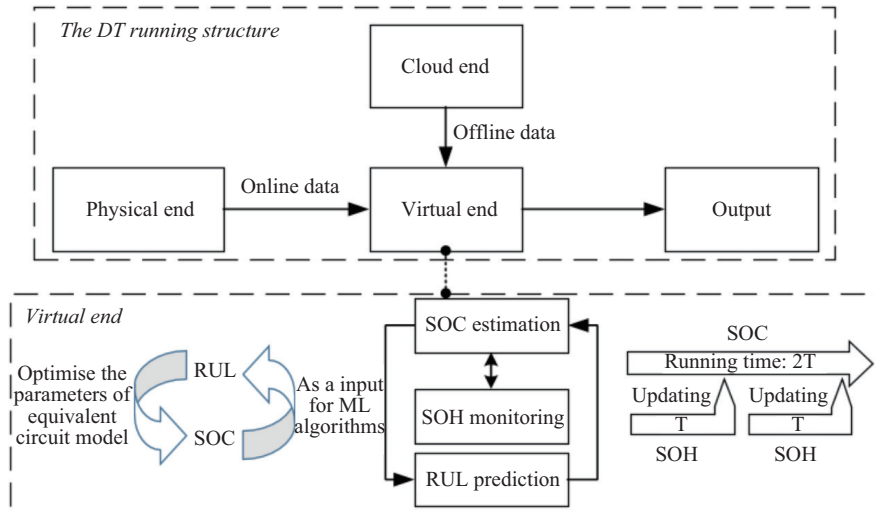 The DT running structure
Cloud end
Offline data
Physical end
Online data
Virtual end
Output
Virtual end
Optimise the
parameters of
equivalent
circuit model
RUL
SOC
As a input
for ML
algorithms
SOC estimation
SOH monitoring
RUL prediction
SOC
Running time: 2T
Updating
T
SOH
Updating
T
SOH